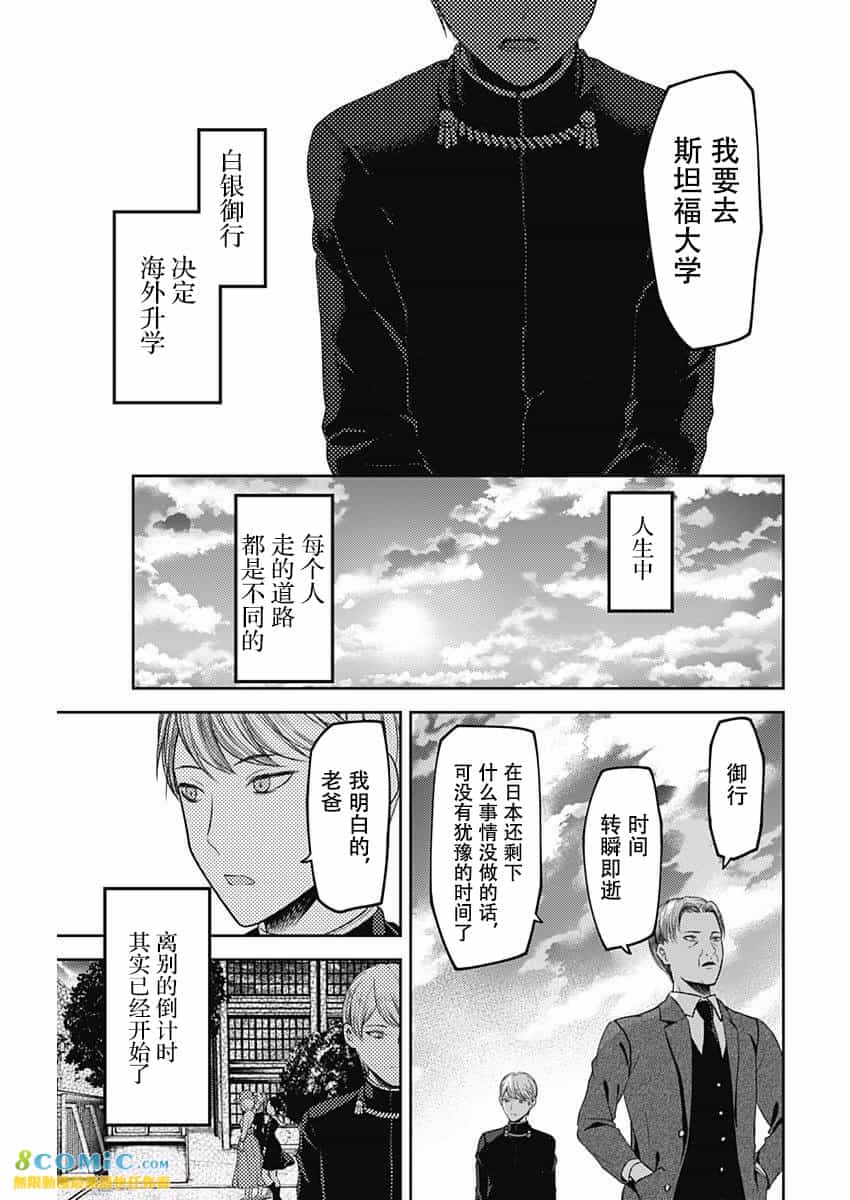 我要去
斯坦福大学
白银御行
决定
海外升学
人生中
每个人
走的道路
都是不同的
御行
时间
转瞬即逝
在日本还剩下
什么事情没做的话，
可没有犹豫的时间了
我明白的，
老爸
离别的倒计时
其实已经开始了
8COMIC.COM